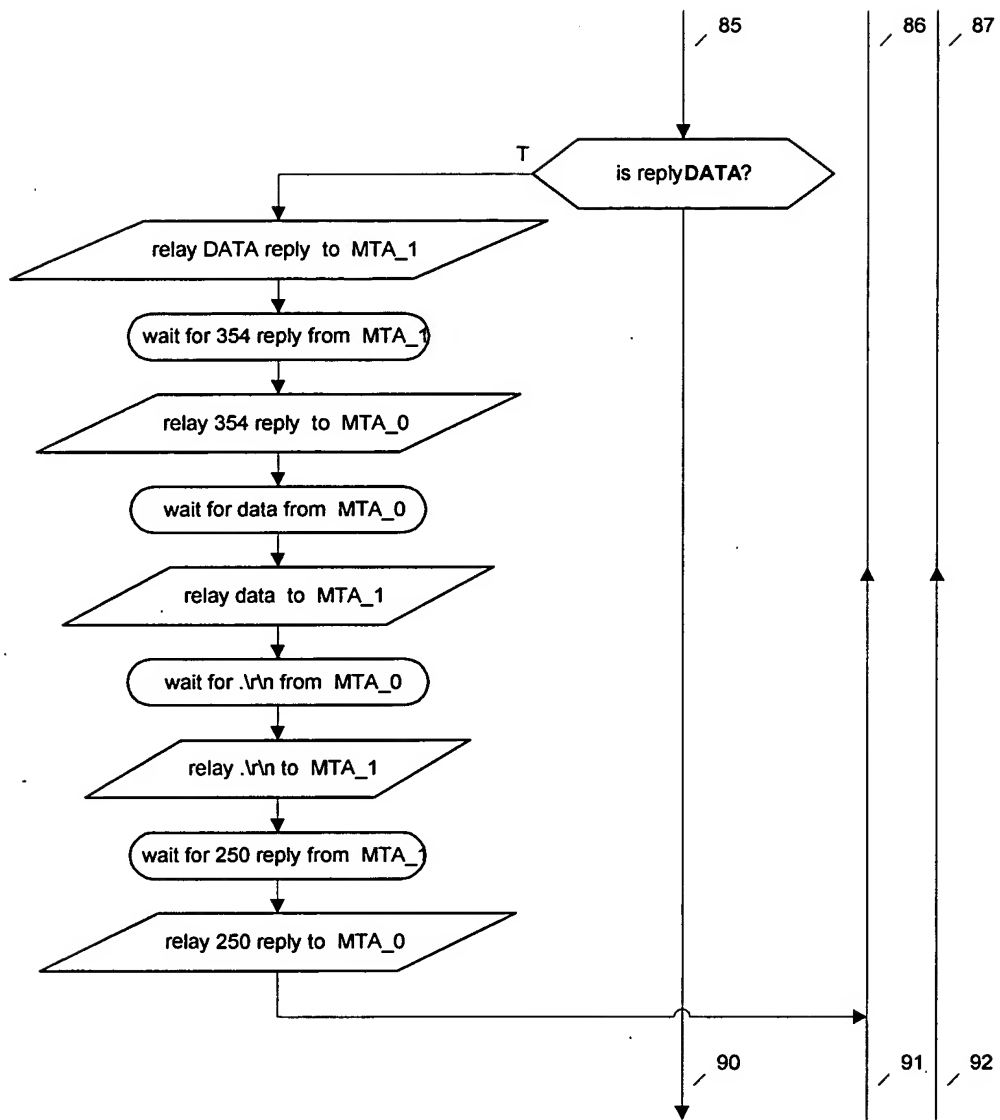 85
86
87
T
is replyDATA?
relay DATA reply to MTA_1
wait for 354 reply from MTA_1
relay 354 reply to MTA_0
wait for data from MTA_0
relay data to MTA_1
wait for .\r\n from MTA_0
relay .\r\n to MTA_1
wait for 250 reply from MTA_1
relay 250 reply to MTA_0
90
91
92